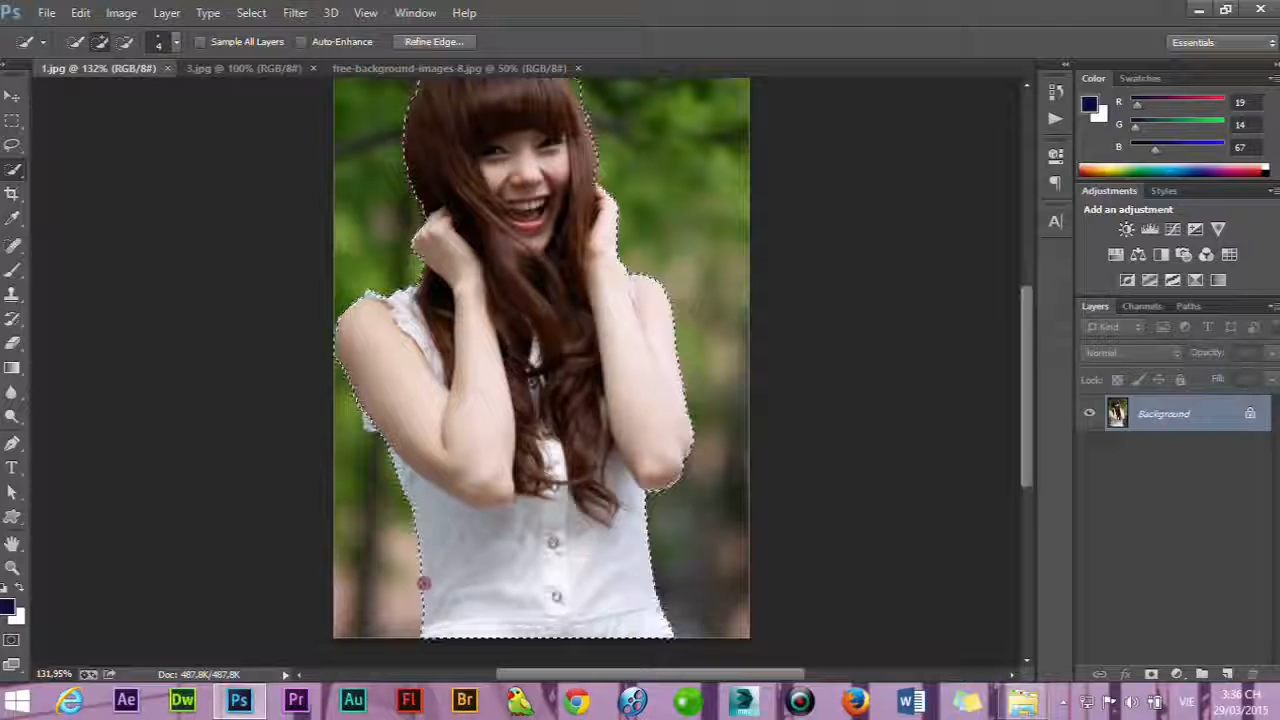 Ps File Edit Image Layer Type Select Filter 3D View Window Help
4 Sample All Layers Auto-Enhance Refine Edge... Essentials
1.jpg @ 132% (RGB/8#) × 3.jpg @ 100% (RGB/8#) × free-background-images-8.jpg @ 50% (RGB/8#) ×
Color Swatches
R 19
G 14
B 67
Adjustments Styles
Add an adjustment
Layers Channels Paths
Kind
Normal Opacity:
Lock: Fill:
Background
131.95% Doc: 487.8K/487.8K
Ae Dw Ps Pr Au Fl Br VIE 3:36 CH
29/03/2015